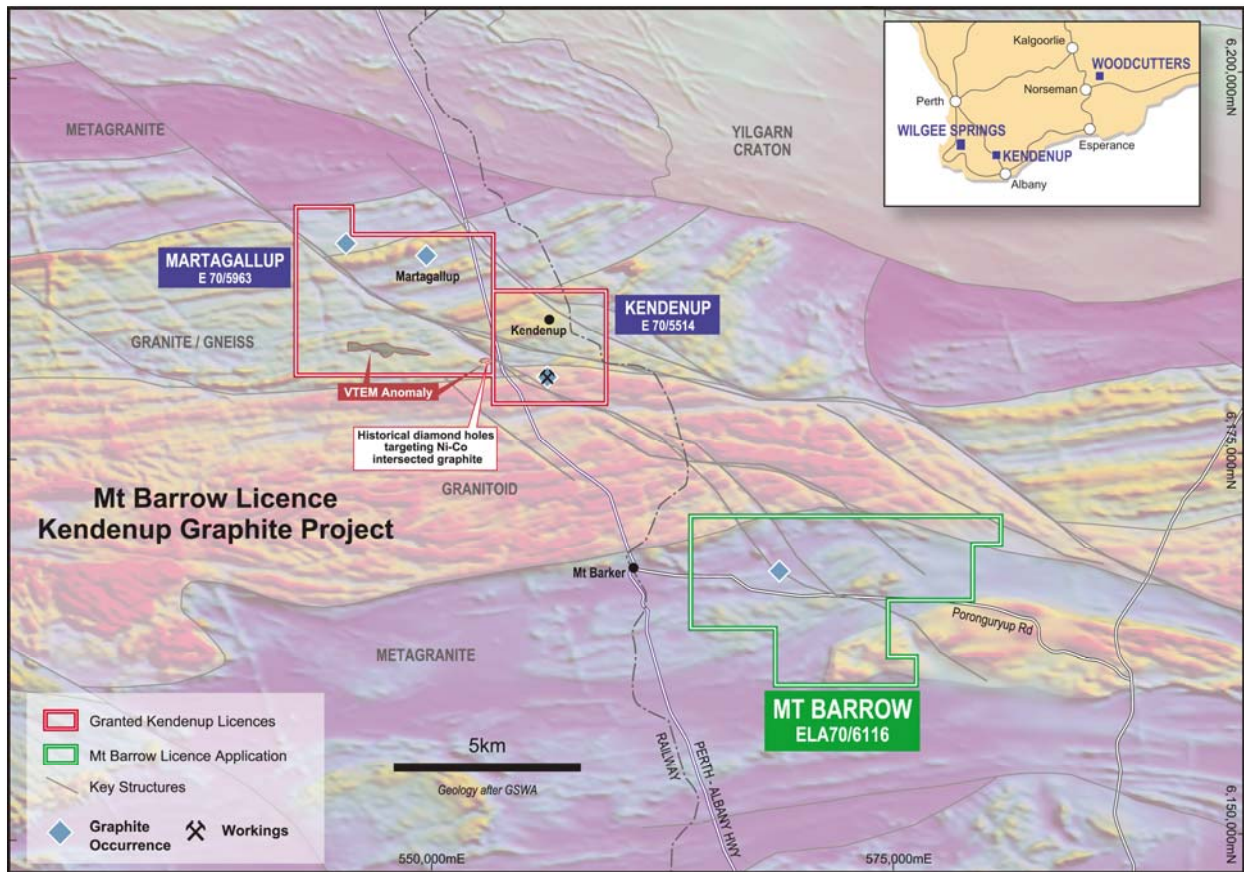 Kalgoorlie
WOODCUTTERS
Norseman
Perth
WILGEE SPRINGS
Esperance
KENDENUP
Albany
6,200,000mN
METAGRANITE
YILGARN
CRATON
MARTAGALLUP
E 70/5963
Martagallup
KENDENUP
E 70/5514
Kendenup
GRANITE / GNEISS
VTEM Anomaly
Historical diamond holes
targeting Ni-Co
intersected graphite
6,175,000mN
GRANITOID
Mt Barrow Licence
Kendenup Graphite Project
Mt Barker
Poronguryup Rd
METAGRANITE
MT BARROW
ELA70/6116
Granted Kendenup Licences
Mt Barrow Licence Application
Key Structures
Graphite
Occurrence
Workings
5km
Geology after GSWA
RAILWAY
PERTH - ALBANY HWY
6,150,000mN
550,000mE
575,000mE